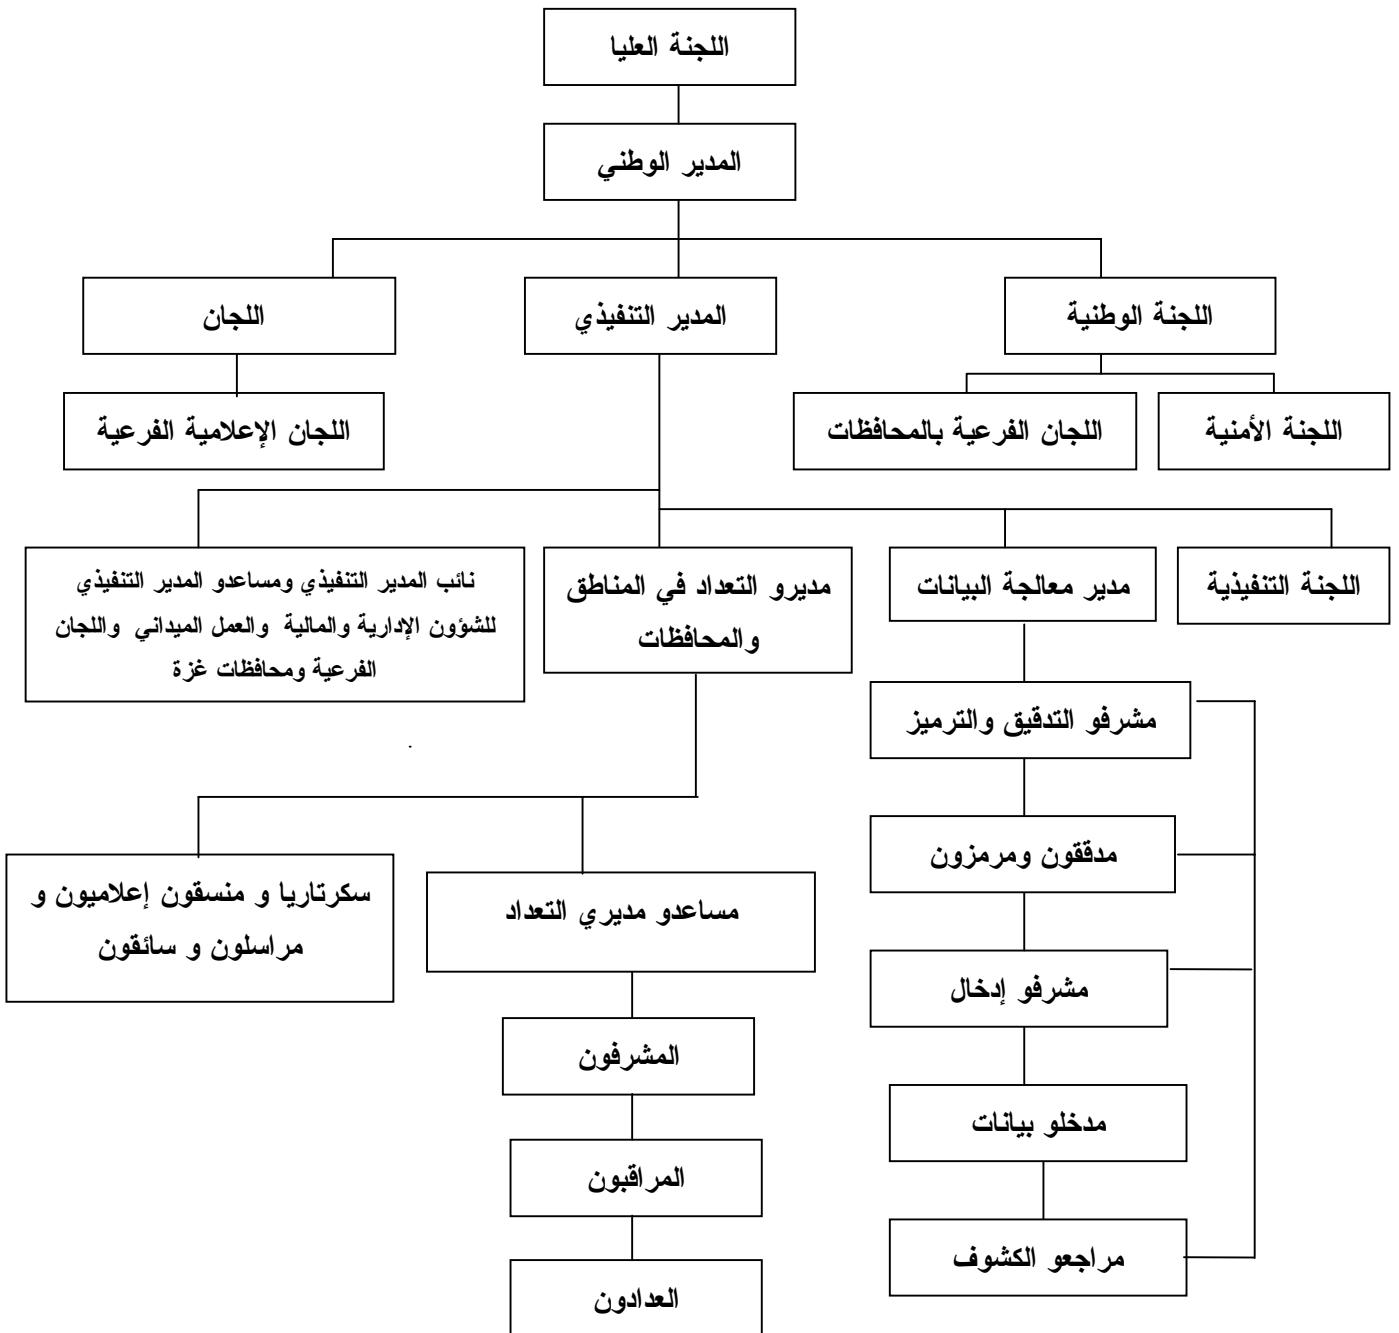 اللجنة العليا
المدير الوطني
اللجنة الوطنية
المدير التنفيذي
اللجان
اللجنة الأمنية
اللجان الفرعية بالمحافظات
اللجان الإعلامية الفرعية
اللجنة التنفيذية
مدير معالجة البيانات
مديرو التعداد في المناطق
والمحافظات
نائب المدير التنفيذي ومساعدو المدير التنفيذي
للشؤون الإدارية والمالية والعمل الميداني واللجان
الفرعية ومحافظات غزة
مشرفو التدقيق والترميز
مدققون ومرمزون
مشرفو إدخال
مدخلو بيانات
مراجعو الكشوف
مساعدو مديري التعداد
سكرتاريا و منسقون إعلاميون و
مراسلون و سائقون
المشرفون
المراقبون
العدادون